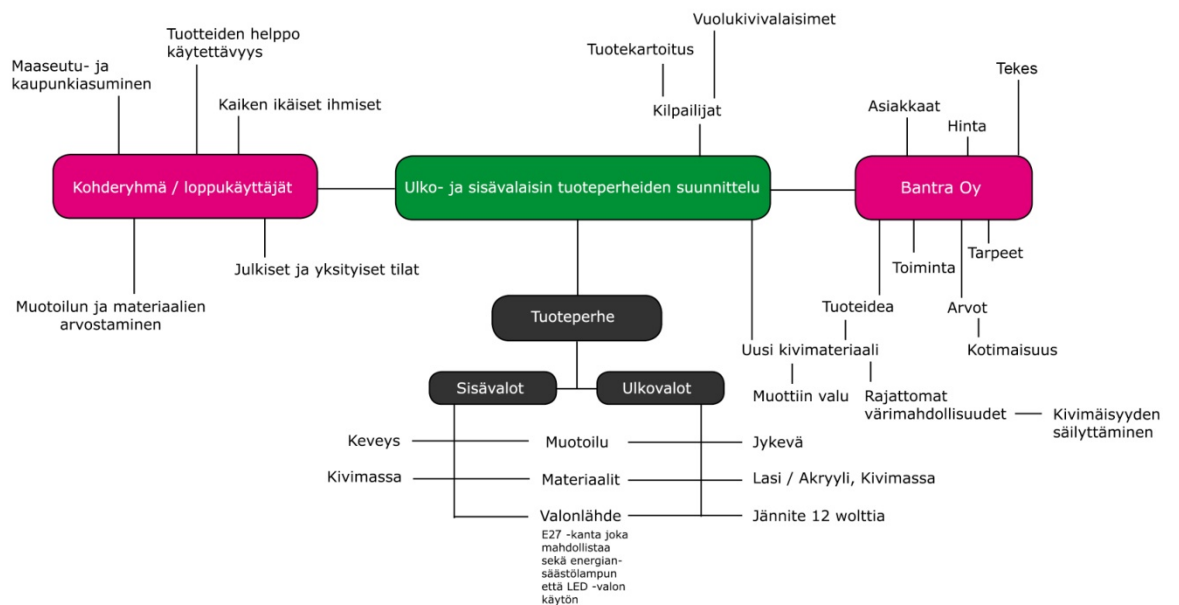 Vuolukivivalaisimet
Tuotteiden helppo
käytettävyys
Tuotekartoitus
Maaseutu- ja
kaupunkiasuminen
Tekes
Kaiken ikäiset ihmiset
Kilpailijat
Asiakkaat
Hinta
Kohderyhmä / loppukäyttäjät
Ulko- ja sisävalaisin tuoteperheiden suunnittelu
Bantra Oy
Julkiset ja yksityiset tilat
Toiminta
Tarpeet
Muotoilun ja materiaalien
arvostaminen
Tuoteperhe
Tuoteidea
Arvot
Uusi kivimateriaali
Kotimaisuus
Sisävalot
Ulkovalot
Muottiin valu
Rajattomat
värimahdollisuudet
Kivimäisyyden
säilyttäminen
Keveys
Muotoilu
Jykevä
Kivimassa
Materiaalit
Lasi / Akryyli, Kivimassa
Valonlähde
Jännite 12 wolttia
E27 -kanta joka
mahdollistaa
sekä energian-
säästölampun
että LED -valon
käytön